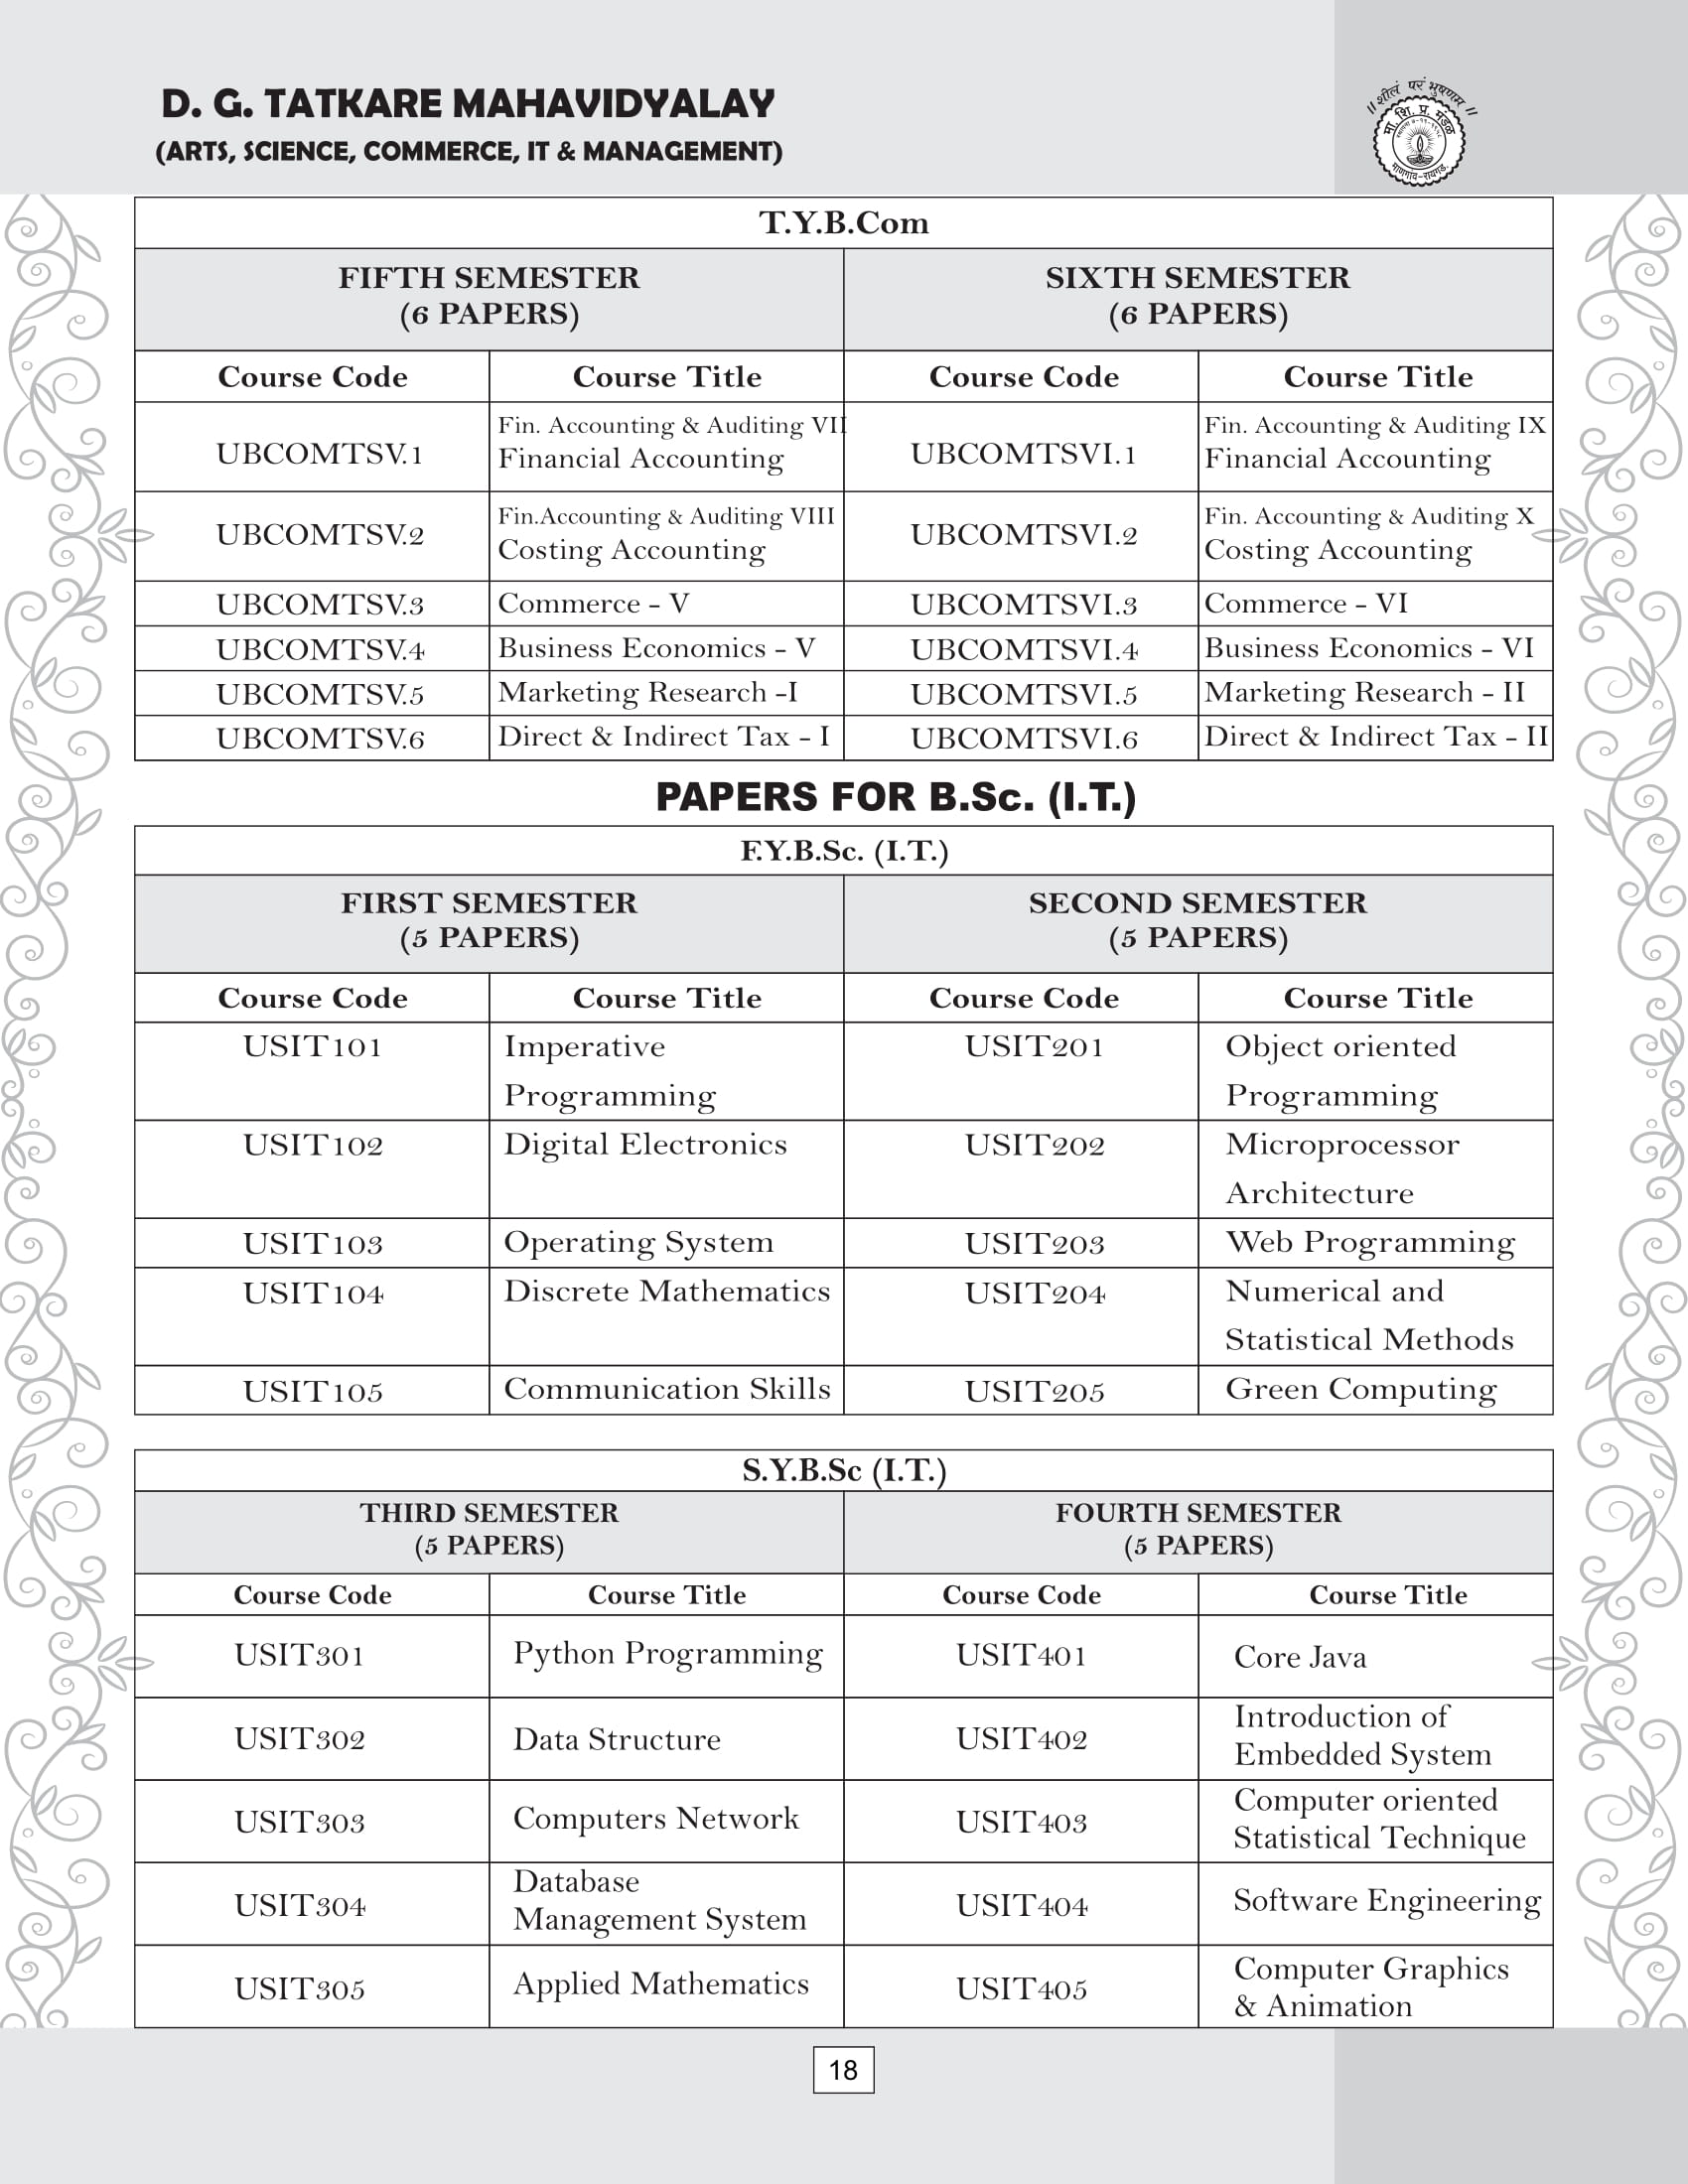 D. G. TATKARE MAHAVIDYALAY
(ARTS, SCIENCE, COMMERCE, IT & MANAGEMENT)
॥ शीलं परं भुषणम ॥
मा. शि. प्र. मंडळ
माणगांव-रायगड.
T.Y.B.Com
FIFTH SEMESTER
(6 PAPERS)
SIXTH SEMESTER
(6 PAPERS)
Course Code
Course Title
Course Code
Course Title
UBCOMTSV.1
Fin. Accounting & Auditing VII
Financial Accounting
UBCOMTSVI.1
Fin. Accounting & Auditing IX
Financial Accounting
UBCOMTSV.2
Fin.Accounting & Auditing VIII
Costing Accounting
UBCOMTSVI.2
Fin. Accounting & Auditing X
Costing Accounting
UBCOMTSV.3
Commerce - V
UBCOMTSVI.3
Commerce - VI
UBCOMTSV.4
Business Economics - V
UBCOMTSVI.4
Business Economics - VI
UBCOMTSV.5
Marketing Research -I
UBCOMTSVI.5
Marketing Research - II
UBCOMTSV.6
Direct & Indirect Tax - I
UBCOMTSVI.6
Direct & Indirect Tax - II
PAPERS FOR B.Sc. (I.T.)
F.Y.B.Sc. (I.T.)
FIRST SEMESTER
(5 PAPERS)
SECOND SEMESTER
(5 PAPERS)
Course Code
Course Title
Course Code
Course Title
USIT101
Imperative
Programming
USIT201
Object oriented
Programming
USIT102
Digital Electronics
USIT202
Microprocessor
Architecture
USIT103
Operating System
USIT203
Web Programming
USIT104
Discrete Mathematics
USIT204
Numerical and
Statistical Methods
USIT105
Communication Skills
USIT205
Green Computing
S.Y.B.Sc (I.T.)
THIRD SEMESTER
(5 PAPERS)
FOURTH SEMESTER
(5 PAPERS)
Course Code
Course Title
Course Code
Course Title
USIT301
Python Programming
USIT401
Core Java
USIT302
Data Structure
USIT402
Introduction of
Embedded System
USIT303
Computers Network
USIT403
Computer oriented
Statistical Technique
USIT304
Database
Management System
USIT404
Software Engineering
USIT305
Applied Mathematics
USIT405
Computer Graphics
& Animation
18